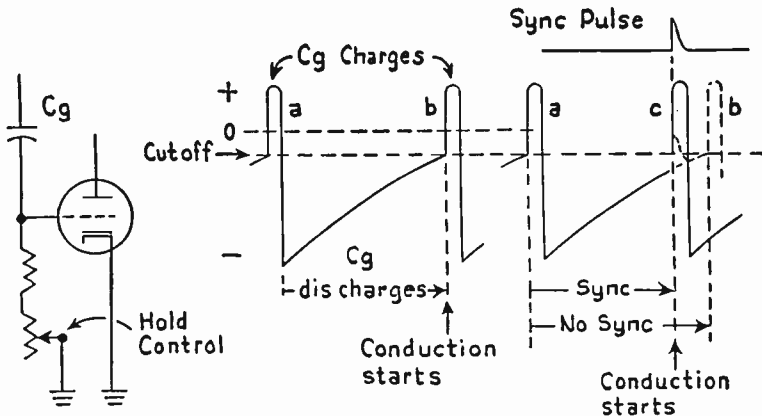 Sync Pulse
Cg Charges
Cg
+
a
b
a
c
b
0
Cutoff
-
Cg
dis charges
Sync
No Sync
Hold
Control
Conduction
starts
Conduction
starts